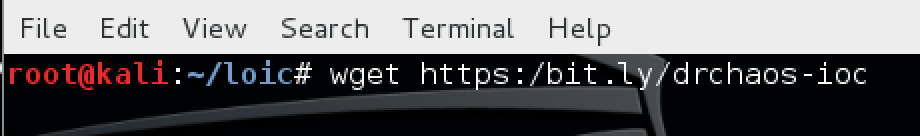 File Edit View Search Terminal Help
root@kali:~/loic# wget https:/bit.ly/drchaos-ioc